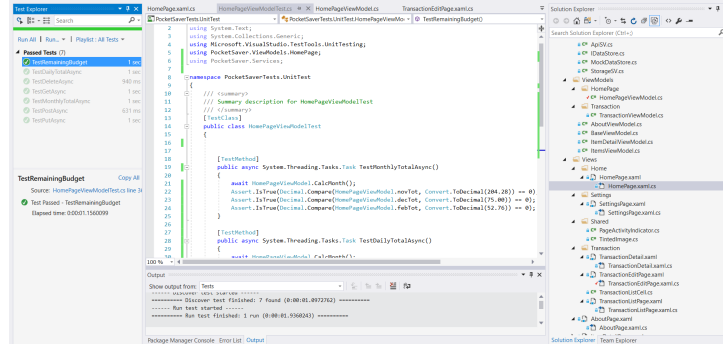 Test Explorer
Search
Run All | Run... | Playlist : All Tests
Passed Tests (7)
TestRemainingBudget 1 sec
TestDailyTotalAsync 1 sec
TestDeleteAsync 940 ms
TestGetAsync 1 sec
TestMonthlyTotalAsync 1 sec
TestPostAsync 631 ms
TestPutAsync 1 sec
TestRemainingBudget Copy All
Source: HomePageViewModelTest.cs line 3
Test Passed - TestRemainingBudget
Elapsed time: 0:00:01.1560099
HomePage.xaml.cs HomePageViewModelTest.cs HomePage.xaml TransactionEditPage.xaml.cs
PocketSaverTests.UnitTest PocketSaverTests.UnitTest.HomePageViewMo TestRemainingBudget()
2 using System.Text;
3 using System.Collections.Generic;
4 using Microsoft.VisualStudio.TestTools.UnitTesting;
5 using PocketSaver.ViewModels.HomePage;
6 using PocketSaver.Services;
7
8 namespace PocketSaverTests.UnitTest
9 {
10 /// <summary>
11 /// Summary description for HomePageViewModelTest
12 /// </summary>
13 [TestClass]
14 public class HomePageViewModelTest
15 {
16
17
18 [TestMethod]
19 public async System.Threading.Tasks.Task TestMonthlyTotalAsync()
20 {
21 await HomePageViewModel.CalcMonth();
22 Assert.IsTrue(Decimal.Compare(HomePageViewModel.novTot, Convert.ToDecimal(204.28)) == 0)
23 Assert.IsTrue(Decimal.Compare(HomePageViewModel.decTot, Convert.ToDecimal(75.00)) == 0);
24 Assert.IsTrue(Decimal.Compare(HomePageViewModel.febTot, Convert.ToDecimal(52.76)) == 0);
25 }
26
27 [TestMethod]
28 public async System.Threading.Tasks.Task TestDailyTotalAsync()
29 {
30 await HomePageViewModel.CalcMonth();
100 %
Output
Show output from: Tests
------ Discover test started ------
========== Discover test finished: 7 found (0:00:01.0972762) ==========
------ Run test started ------
========== Run test finished: 1 run (0:00:01.9360243) ==========
Package Manager Console Error List Output
Solution Explorer
Search Solution Explorer (Ctrl+;)
ApiSV.cs
IDataStore.cs
MockDataStore.cs
StorageSV.cs
ViewModels
HomePage
HomePageViewModel.cs
Transaction
TransactionViewModel.cs
AboutViewModel.cs
BaseViewModel.cs
ItemDetailViewModel.cs
ItemsViewModel.cs
Views
Home
HomePage.xaml
HomePage.xaml.cs
Settings
SettingsPage.xaml
SettingsPage.xaml.cs
Shared
PageActivityIndicator.cs
TintedImage.cs
Transaction
TransactionDetail.xaml
TransactionDetail.xaml.cs
TransactionEditPage.xaml
TransactionEditPage.xaml.cs
TransactionListCell.cs
TransactionListPage.xaml
TransactionListPage.xaml.cs
AboutPage.xaml
AboutPage.xaml.cs
Solution Explorer Team Explorer